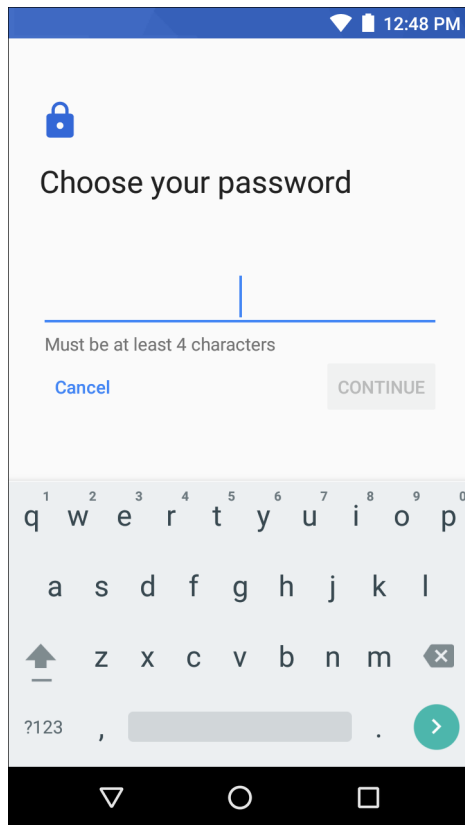 12:48 PM
Choose your password
Must be at least 4 characters
Cancel CONTINUE
1 2 3 4 5 6 7 8 9 0
q w e r t y u i o p
a s d f g h j k l
z x c v b n m
?123 , .